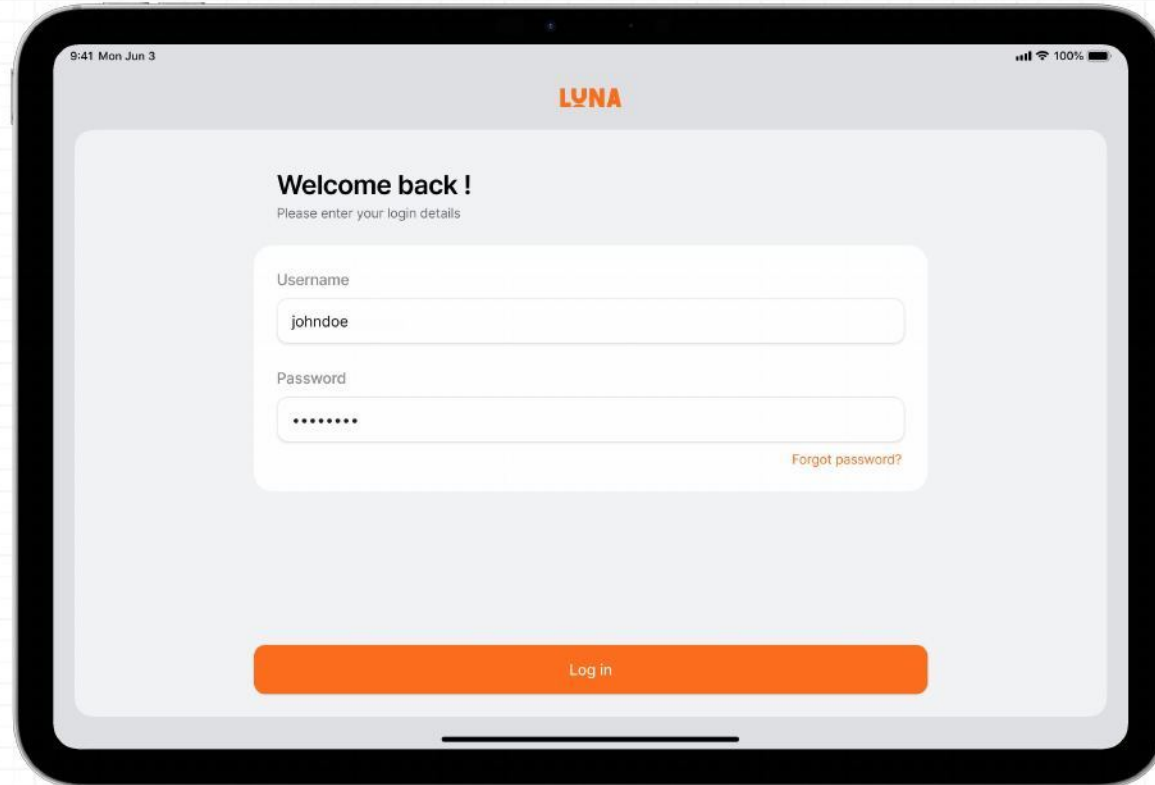 9:41 Mon Jun 3
100%
LUNA
Welcome back !
Please enter your login details
Username
johndoe
Password
••••••••
Forgot password?
Log in